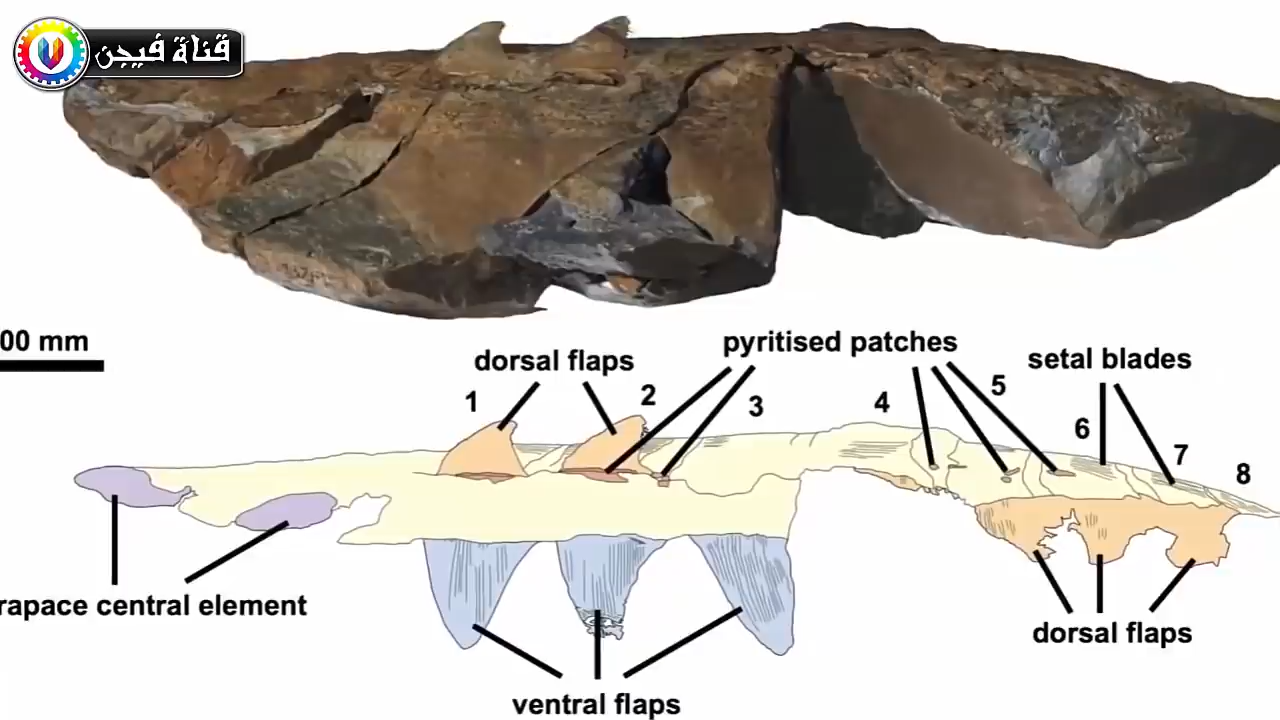 قناة فيجن
00 mm
dorsal flaps
pyritised patches
setal blades
1
2
3
4
5
6
7
8
rapace central element
dorsal flaps
ventral flaps